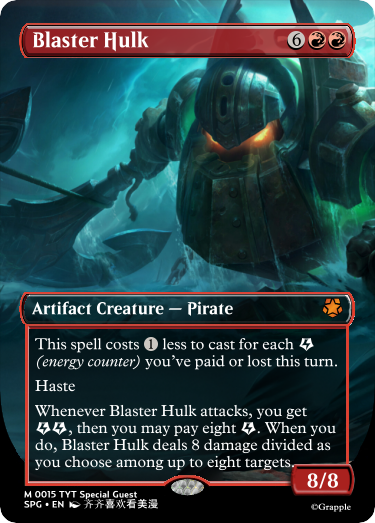 Blaster Hulk 6
Artifact Creature — Pirate
This spell costs 1 less to cast for each
(energy counter) you've paid or lost this turn.
Haste
Whenever Blaster Hulk attacks, you get
, then you may pay eight . When you
do, Blaster Hulk deals 8 damage divided as
you choose among up to eight targets.
8/8
M 0015 TYT Special Guest
SPG • EN 齐齐喜欢看美漫
©Grapple